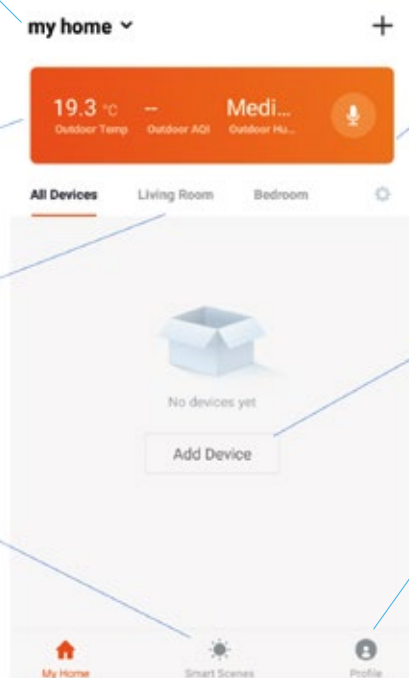 my home
19.3 °C -- Medi...
Outdoor Temp Outdoor AQI Outdoor Hu...
All Devices Living Room Bedroom
No devices yet
Add Device
My Home Smart Scenes Profile